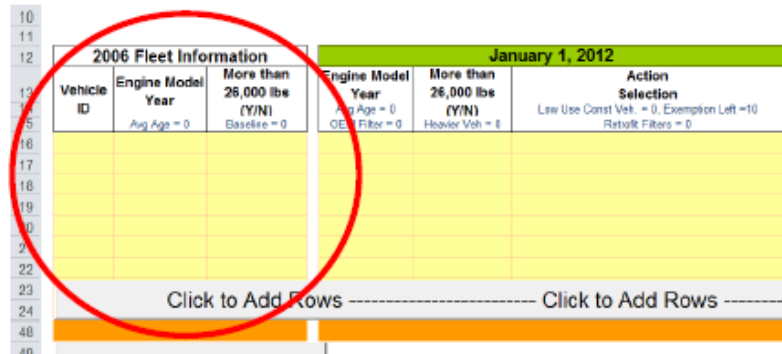 10
11
12 2006 Fleet Information January 1, 2012
Vehicle ID
Engine Model Year
Avg Age = 0
More than 26,000 lbs (Y/N)
Baseline = 0
Engine Model Year
Avg Age = 0
OEM Filter = 0
More than 26,000 lbs (Y/N)
Heavier Veh = 0
Action Selection
Low Use Const Veh. = 0, Exemption Left =10
Retrofit Filters = 0
16
17
18
19
22
23
Click to Add Rows ------------------------- Click to Add Rows -------
24
48
49